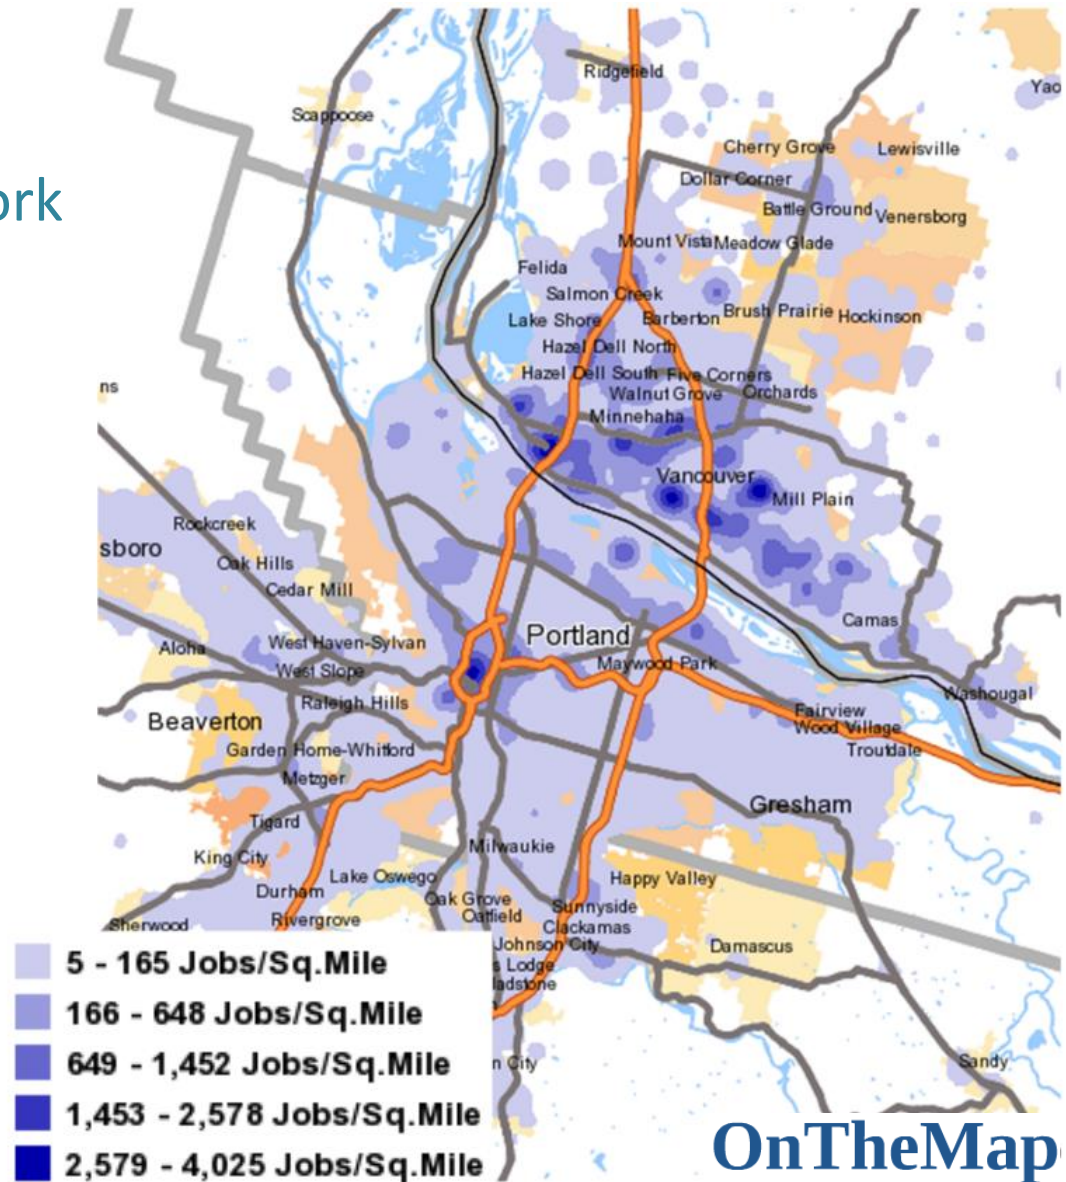 ork
Ridgefield
Yao
Scappoose
Cherry Grove
Lewisville
Dollar Corner
Battle Ground
Venersborg
Mount Vista
Meadow Glade
Felida
Salmon Creek
Lake Shore
Barberton
Brush Prairie
Hockinson
Hazel Dell North
Hazel Dell South
Five Corners
ns
Walnut Grove
Orchards
Minnehaha
Vancouver
Mill Plain
Rockcreek
sboro
Oak Hills
Cedar Mill
Camas
Portland
West Haven-Sylvan
Aloha
Maywood Park
West Slope
Washougal
Raleigh Hills
Fairview
Beaverton
Wood Village
Garden Home-Whitford
Troutdale
Metzger
Gresham
Tigard
Milwaukie
King City
Lake Oswego
Happy Valley
Durham
Oak Grove
Sunnyside
Rivergrove
Oatfield
Sherwood
Clackamas
Johnson City
Damascus
s Lodge
ladstone
n City
Sandy
5 - 165 Jobs/Sq.Mile
166 - 648 Jobs/Sq.Mile
649 - 1,452 Jobs/Sq.Mile
1,453 - 2,578 Jobs/Sq.Mile
2,579 - 4,025 Jobs/Sq.Mile
OnTheMap